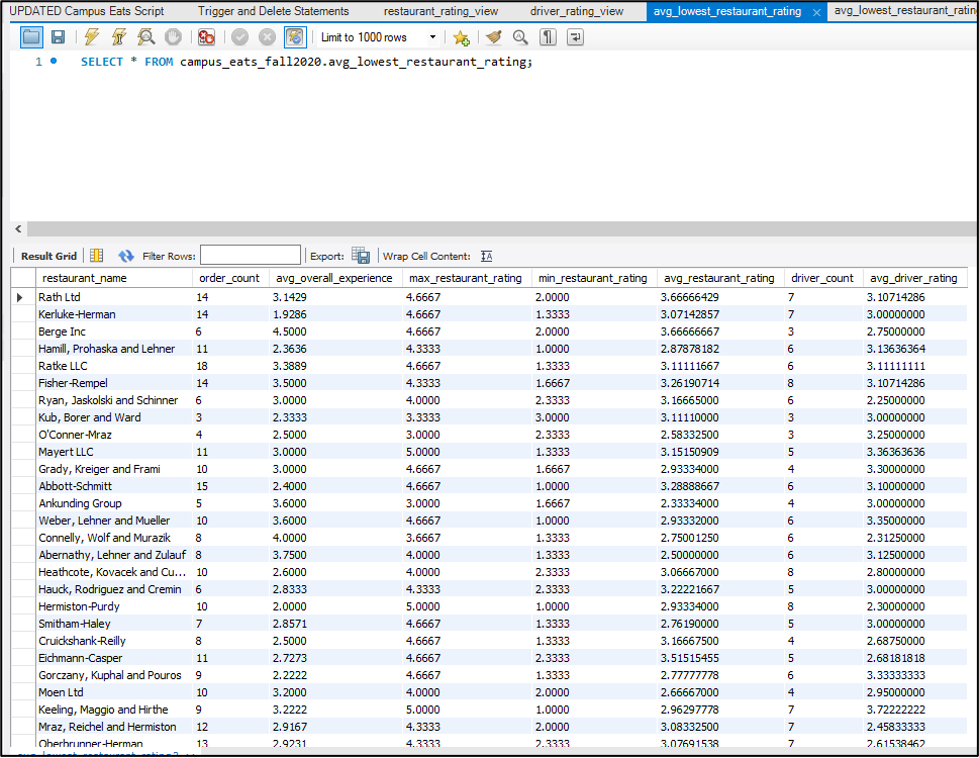 UPDATED Campus Eats Script Trigger and Delete Statements restaurant_rating_view driver_rating_view avg_lowest_restaurant_rating avg_lowest_restaurant_ratin
Limit to 1000 rows
1 SELECT * FROM campus_eats_fall2020.avg_lowest_restaurant_rating;
Result Grid Filter Rows: Export: Wrap Cell Content:
restaurant_name order_count avg_overall_experience max_restaurant_rating min_restaurant_rating avg_restaurant_rating driver_count avg_driver_rating
Rath Ltd 14 3.1429 4.6667 2.0000 3.66666429 7 3.10714286
Kerluke-Herman 14 1.9286 4.6667 1.3333 3.07142857 7 3.00000000
Berge Inc 6 4.5000 4.6667 2.0000 3.66666667 3 2.75000000
Hamill, Prohaska and Lehner 11 2.3636 4.3333 1.0000 2.87878182 6 3.13636364
Ratke LLC 18 3.3889 4.6667 1.3333 3.11111667 6 3.11111111
Fisher-Rempel 14 3.5000 4.3333 1.6667 3.26190714 8 3.10714286
Ryan, Jaskolski and Schinner 6 3.0000 4.0000 2.3333 3.16665000 6 2.25000000
Kub, Borer and Ward 3 2.3333 3.3333 3.0000 3.11110000 3 3.00000000
O'Conner-Mraz 4 2.5000 3.0000 2.3333 2.58332500 3 3.25000000
Mayert LLC 11 3.0000 5.0000 1.3333 3.15150909 5 3.36363636
Grady, Kreiger and Frami 10 3.0000 4.6667 1.6667 2.93334000 4 3.30000000
Abbott-Schmitt 15 2.4000 4.6667 1.0000 3.28888667 6 3.10000000
Ankunding Group 5 3.6000 3.0000 1.6667 2.33334000 4 3.00000000
Weber, Lehner and Mueller 10 3.6000 4.6667 1.0000 2.93332000 6 3.35000000
Connelly, Wolf and Murazik 8 4.0000 3.6667 1.3333 2.75001250 6 2.31250000
Abernathy, Lehner and Zulauf 8 3.7500 4.0000 1.3333 2.50000000 6 3.12500000
Heathcote, Kovacek and Cu... 10 2.6000 4.0000 2.3333 3.06667000 8 2.80000000
Hauck, Rodriguez and Cremin 6 2.8333 4.3333 2.3333 3.22221667 5 3.00000000
Hermiston-Purdy 10 2.0000 5.0000 1.0000 2.93334000 8 2.30000000
Smitham-Haley 7 2.8571 4.6667 1.3333 2.76190000 5 3.00000000
Cruickshank-Reilly 8 2.5000 4.6667 1.3333 3.16667500 4 2.68750000
Eichmann-Casper 11 2.7273 4.6667 2.3333 3.51515455 5 2.68181818
Gorczany, Kuphal and Pouros 9 2.2222 4.6667 1.3333 2.77777778 6 3.33333333
Moen Ltd 10 3.2000 4.0000 2.0000 2.66667000 4 2.95000000
Keeling, Maggio and Hirthe 9 3.2222 5.0000 1.0000 2.96297778 7 3.72222222
Mraz, Reichel and Hermiston 12 2.9167 4.3333 2.0000 3.08332500 7 2.45833333
Oberbrunner-Herman 13 2.9231 4.3333 2.3333 3.07691538 7 2.61538462